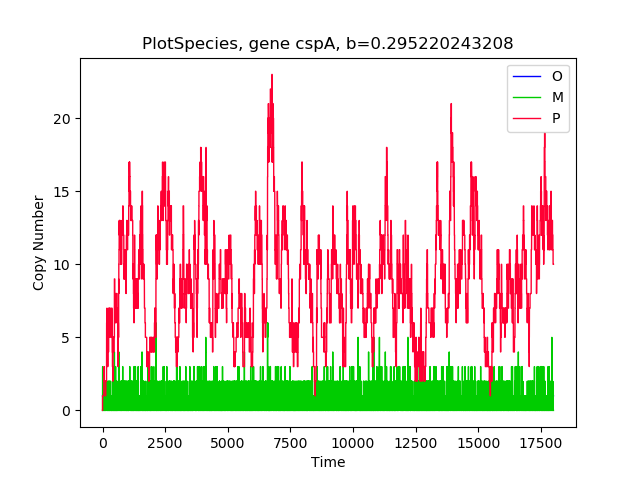 PlotSpecies, gene cspA, b=0.295220243208
O
M
P
Copy Number
20
15
10
5
0
0 2500 5000 7500 10000 12500 15000 17500
Time